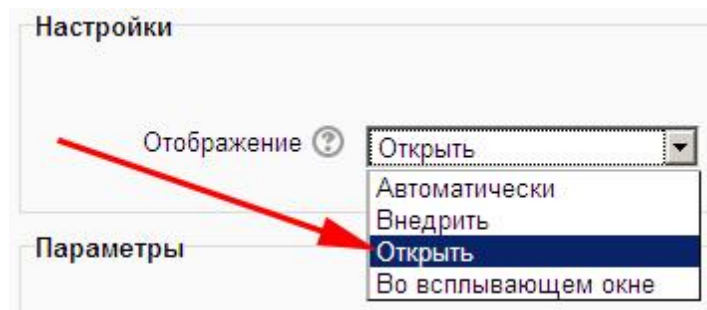 Настройки
Отображение ? Открыть
Автоматически
Внедрить
Открыть
Параметры
Во всплывающем окне